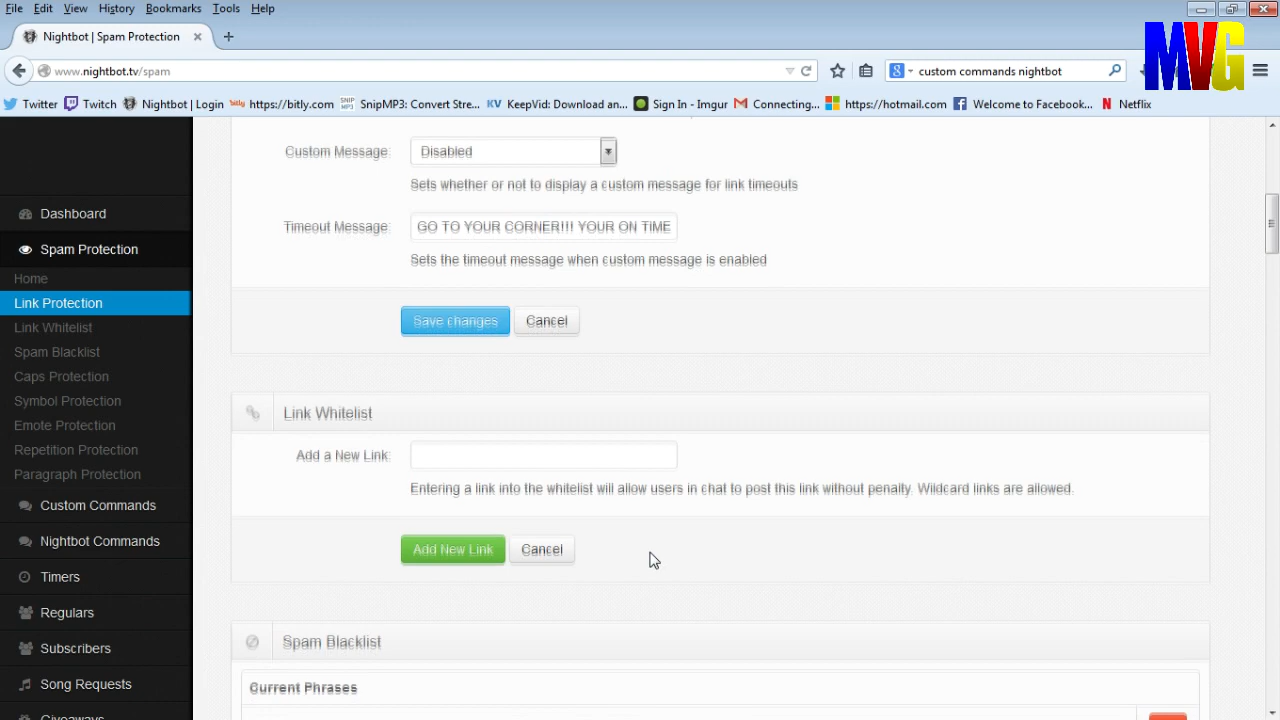 File Edit View History Bookmarks Tools Help
Nightbot | Spam Protection × +
MVG
www.nightbot.tv/spam
custom commands nightbot
Twitter Twitch Nightbot | Login bitly https://bitly.com SNIP MP3 SnipMP3: Convert Stre... KV KeepVid: Download an... Sign In - Imgur Connecting... https://hotmail.com Welcome to Facebook... N Netflix
Custom Message: Disabled
Sets whether or not to display a custom message for link timeouts
Timeout Message: GO TO YOUR CORNER!!! YOUR ON TIME
Sets the timeout message when custom message is enabled
Save changes Cancel
Dashboard
Spam Protection
Home
Link Protection
Link Whitelist
Spam Blacklist
Caps Protection
Symbol Protection
Emote Protection
Repetition Protection
Paragraph Protection
Custom Commands
Nightbot Commands
Timers
Regulars
Subscribers
Song Requests
Giveaways
Link Whitelist
Add a New Link:
Entering a link into the whitelist will allow users in chat to post this link without penalty. Wildcard links are allowed.
Add New Link Cancel
Spam Blacklist
Current Phrases